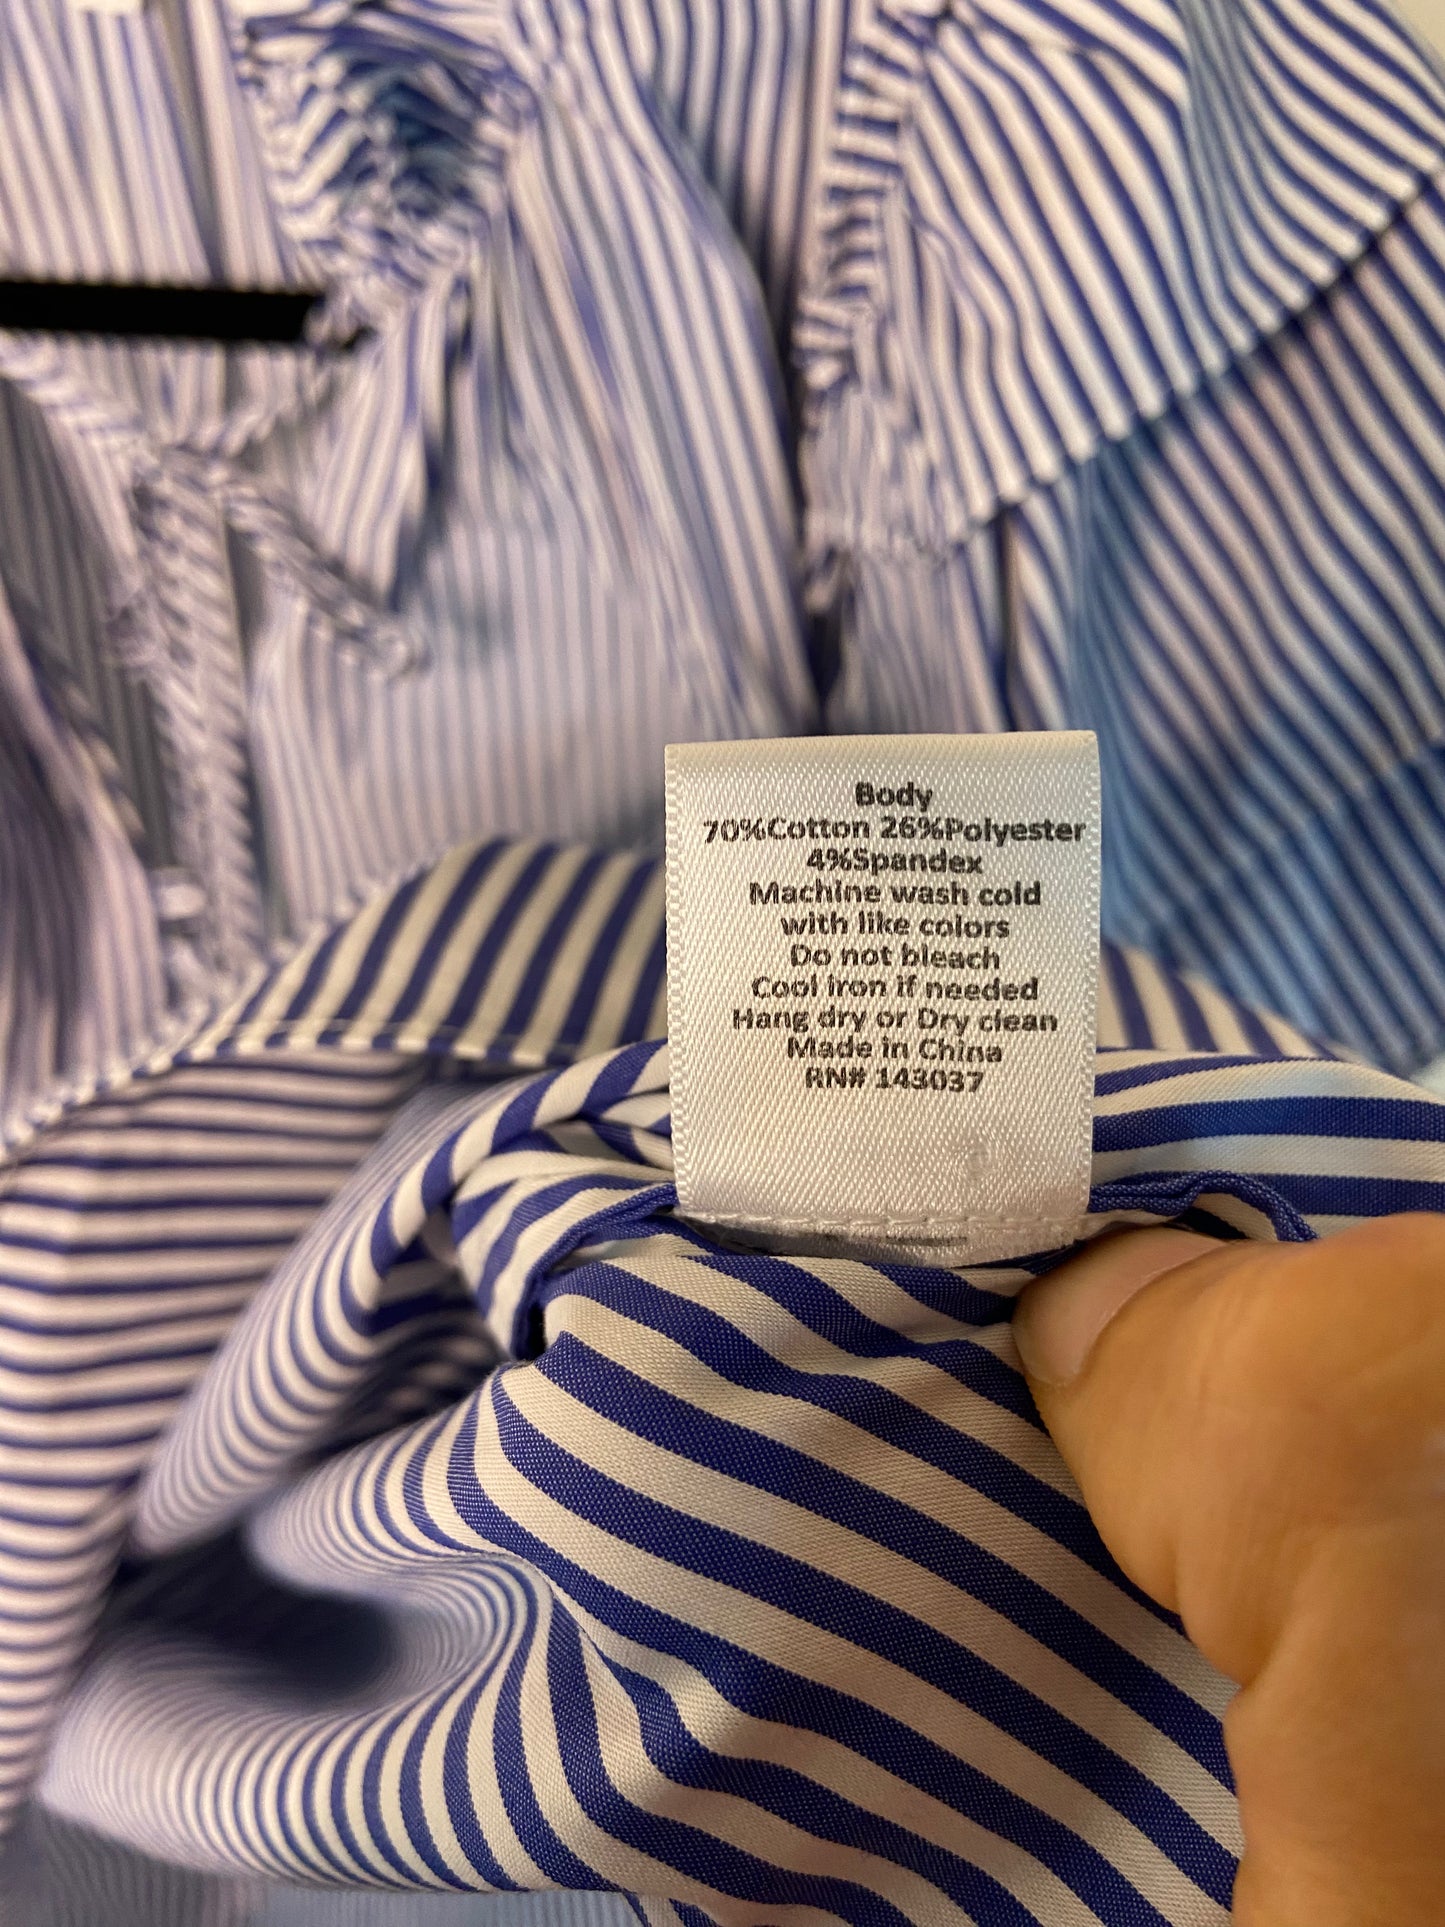 Body
70%Cotton 26%Polyester
4%Spandex
Machine wash cold
with like colors
Do not bleach
Cool iron if needed
Hang dry or Dry clean
Made in China
RN# 143037